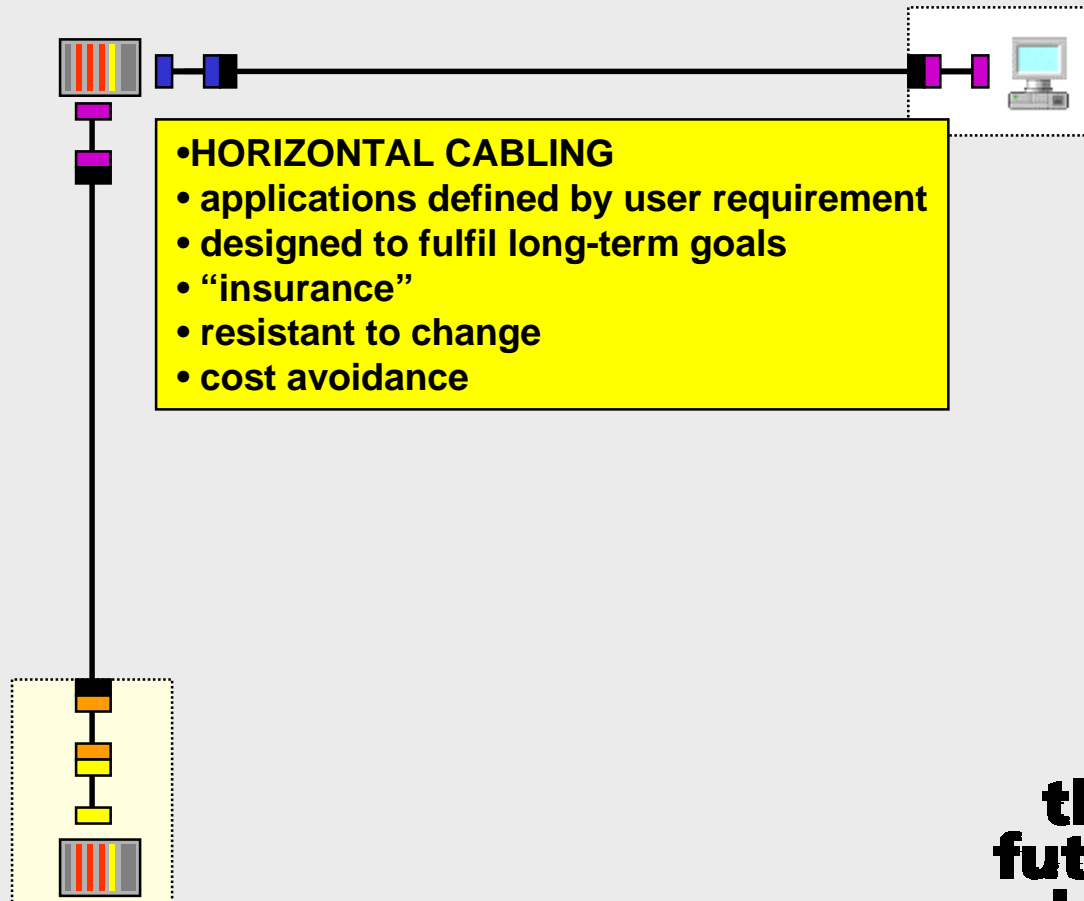 •HORIZONTAL CABLING
• applications defined by user requirement
• designed to fulfil long-term goals
• “insurance”
• resistant to change
• cost avoidance